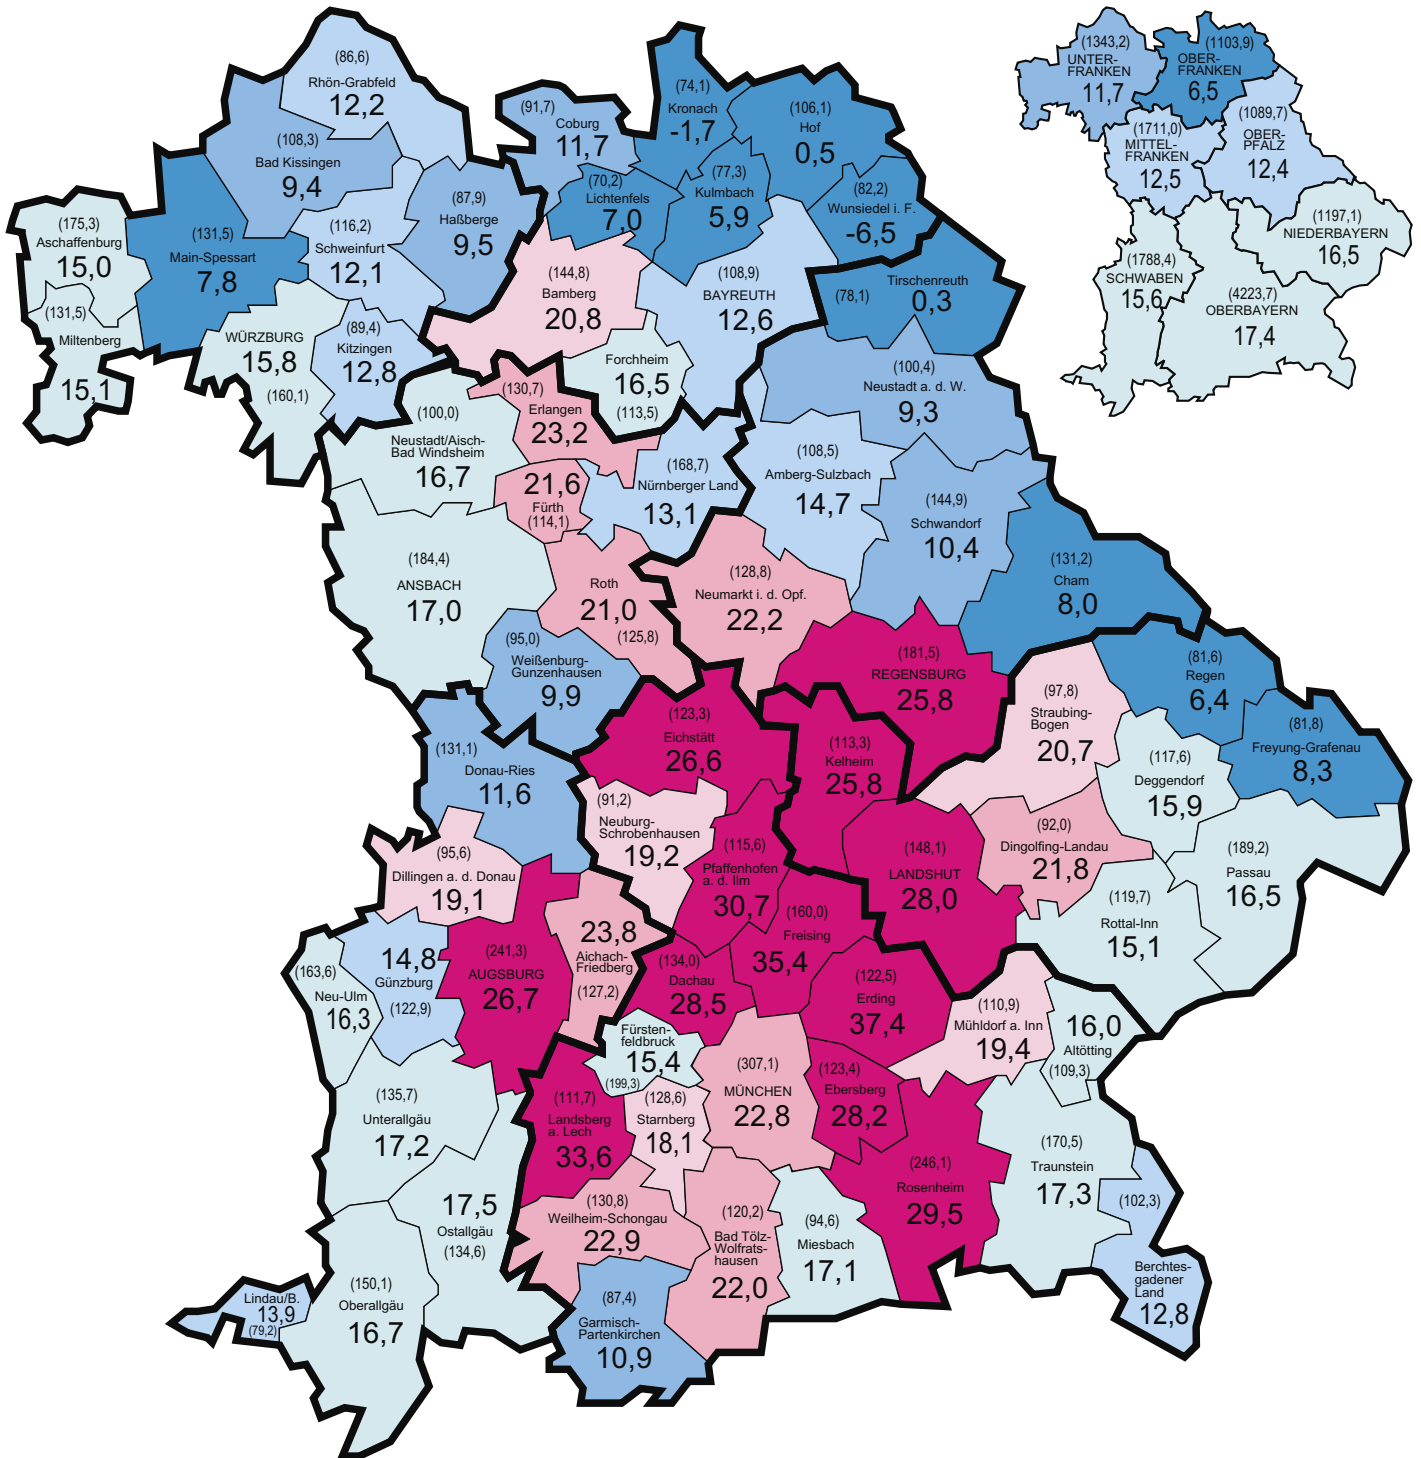 (86,6)
Rhön-Grabfeld
12,2
(108,3)
Bad Kissingen
9,4
(87,9)
Haßberge
9,5
(116,2)
Schweinfurt
12,1
(175,3)
Aschaffenburg
15,0
(131,5)
Main-Spessart
7,8
(131,5)
Miltenberg
15,1
WÜRZBURG
15,8
(160,1)
(89,4)
Kitzingen
12,8
(91,7)
Coburg
11,7
(74,1)
Kronach
-1,7
(106,1)
Hof
0,5
(70,2)
Lichtenfels
7,0
(77,3)
Kulmbach
5,9
(82,2)
Wunsiedel i. F.
-6,5
(144,8)
Bamberg
20,8
(108,9)
BAYREUTH
12,6
Forchheim
16,5
(113,5)
(78,1)
Tirschenreuth
0,3
(100,4)
Neustadt a. d. W.
9,3
(108,5)
Amberg-Sulzbach
14,7
(144,9)
Schwandorf
10,4
(131,2)
Cham
8,0
(128,8)
Neumarkt i. d. Opf.
22,2
(181,5)
REGENSBURG
25,8
(100,0)
Neustadt/Aisch-
Bad Windsheim
16,7
(130,7)
Erlangen
23,2
21,6
Fürth
(114,1)
(168,7)
Nürnberger Land
13,1
(184,4)
ANSBACH
17,0
Roth
21,0
(125,8)
(95,0)
Weißenburg-
Gunzenhausen
9,9
(81,6)
Regen
6,4
(81,8)
Freyung-Grafenau
8,3
(97,8)
Straubing-
Bogen
20,7
(117,6)
Deggendorf
15,9
(113,3)
Kelheim
25,8
(92,0)
Dingolfing-Landau
21,8
(148,1)
LANDSHUT
28,0
(189,2)
Passau
16,5
(119,7)
Rottal-Inn
15,1
(131,1)
Donau-Ries
11,6
(95,6)
Dillingen a. d. Donau
19,1
(241,3)
AUGSBURG
26,7
23,8
Aichach-
Friedberg
(127,2)
14,8
Günzburg
(122,9)
(163,6)
Neu-Ulm
16,3
(135,7)
Unterallgäu
17,2
17,5
Ostallgäu
(134,6)
(150,1)
Oberallgäu
16,7
Lindau/B.
13,9
(79,2)
(123,3)
Eichstätt
26,6
(91,2)
Neuburg-
Schrobenhausen
19,2
(115,6)
Pfaffenhofen
a. d. Ilm
30,7
(160,0)
Freising
35,4
(134,0)
Dachau
28,5
(122,5)
Erding
37,4
(110,9)
Mühldorf a. Inn
19,4
16,0
Altötting
(109,3)
Fürsten-
feldbruck
15,4
(199,3)
(307,1)
MÜNCHEN
22,8
(123,4)
Ebersberg
28,2
(111,7)
Landsberg
a. Lech
33,6
(128,6)
Starnberg
18,1
(246,1)
Rosenheim
29,5
(170,5)
Traunstein
17,3
(102,3)
Berchtes-
gadener
Land
12,8
(130,8)
Weilheim-Schongau
22,9
(120,2)
Bad Tölz-
Wolfrats-
hausen
22,0
(94,6)
Miesbach
17,1
(87,4)
Garmisch-
Partenkirchen
10,9
(1343,2)
UNTER-
FRANKEN
11,7
(1103,9)
OBER-
FRANKEN
6,5
(1711,0)
MITTEL-
FRANKEN
12,5
(1089,7)
OBER-
PFALZ
12,4
(1197,1)
NIEDERBAYERN
16,5
(1788,4)
SCHWABEN
15,6
(4223,7)
OBERBAYERN
17,4